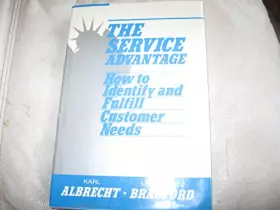 THE
SERVICE
ADVANTAGE
How to
Identify and
Fulfill
Customer
Needs
KARL
ALBRECHT · BRADFORD